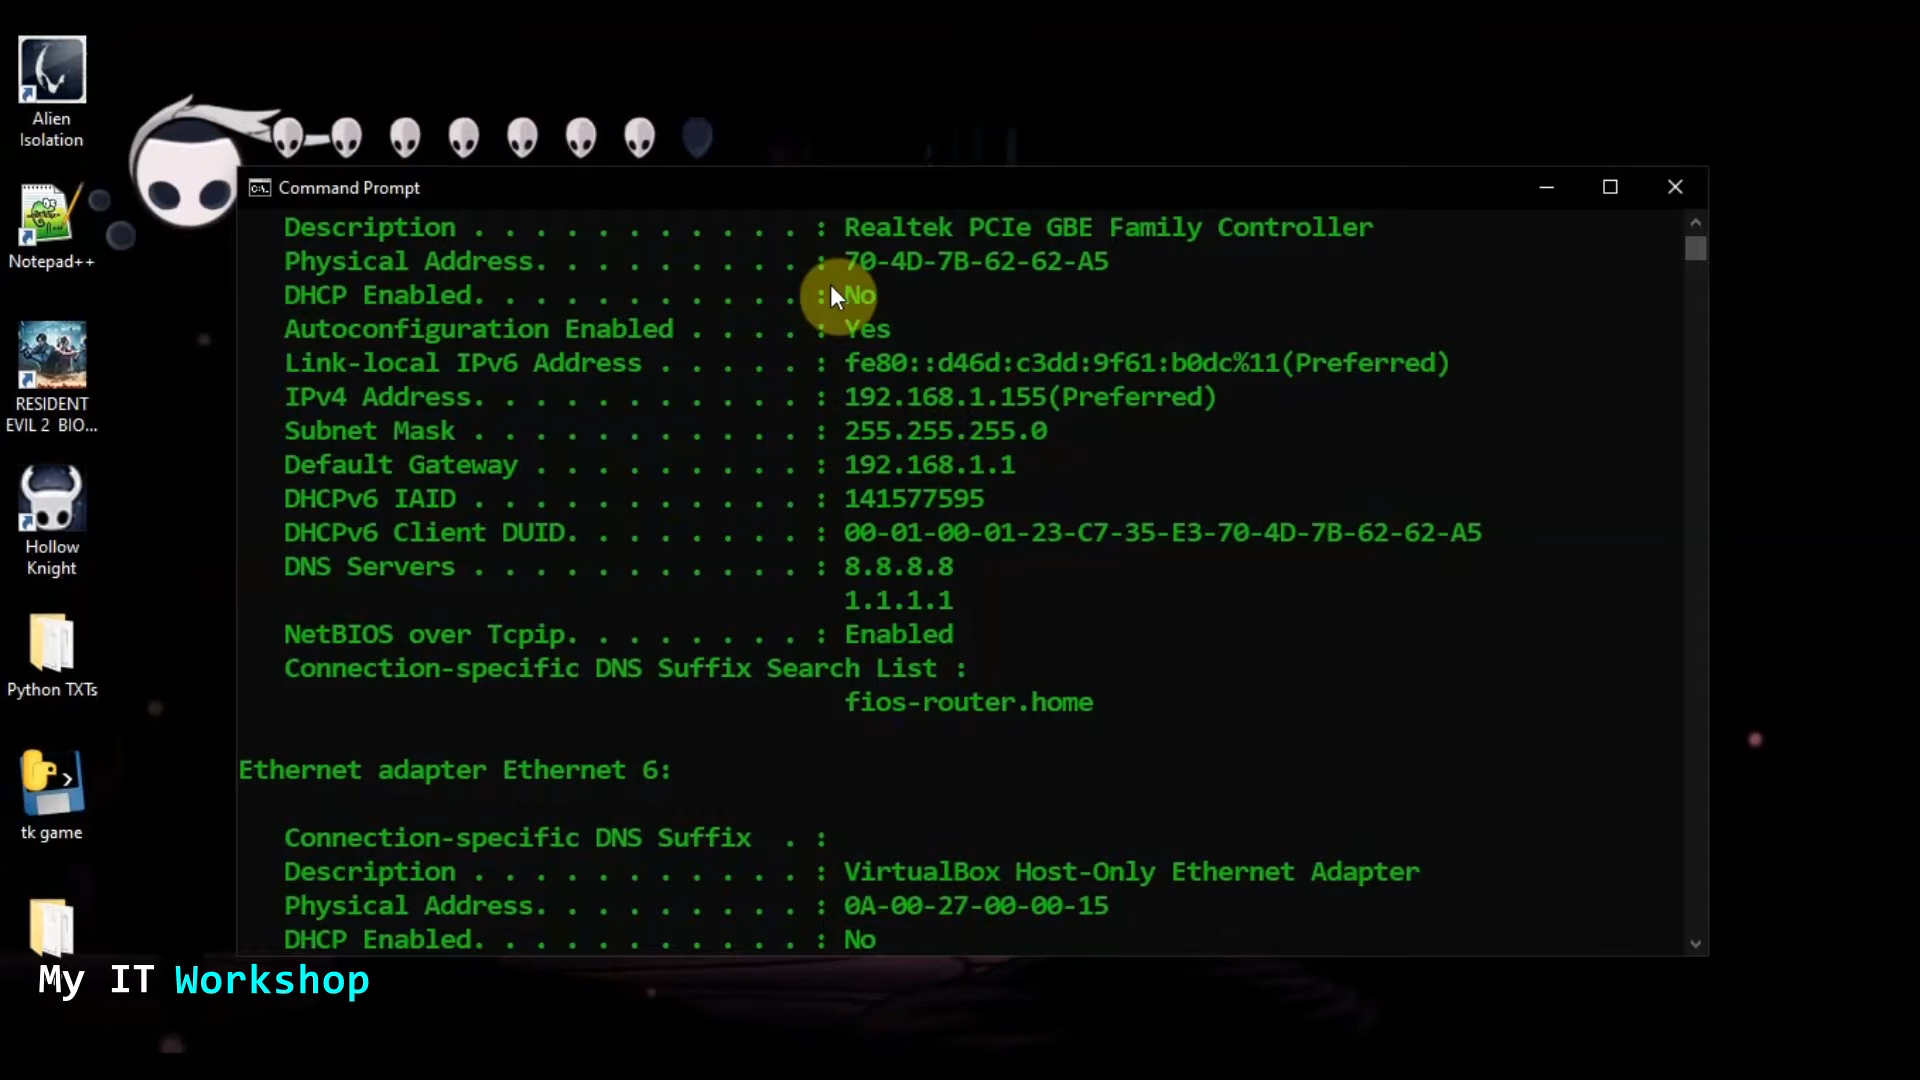 Alien
Isolation
Notepad++
RESIDENT
EVIL 2 BIO...
Hollow
Knight
Python TXTs
tk game
Command Prompt
Description . . . . . . . . . . . : Realtek PCIe GBE Family Controller
Physical Address. . . . . . . . . : 70-4D-7B-62-62-A5
DHCP Enabled. . . . . . . . . . . : No
Autoconfiguration Enabled . . . . : Yes
Link-local IPv6 Address . . . . . : fe80::d46d:c3dd:9f61:b0dc%11(Preferred)
IPv4 Address. . . . . . . . . . . : 192.168.1.155(Preferred)
Subnet Mask . . . . . . . . . . . : 255.255.255.0
Default Gateway . . . . . . . . . : 192.168.1.1
DHCPv6 IAID . . . . . . . . . . . : 141577595
DHCPv6 Client DUID. . . . . . . . : 00-01-00-01-23-C7-35-E3-70-4D-7B-62-62-A5
DNS Servers . . . . . . . . . . . : 8.8.8.8
1.1.1.1
NetBIOS over Tcpip. . . . . . . . : Enabled
Connection-specific DNS Suffix Search List :
fios-router.home
Ethernet adapter Ethernet 6:
Connection-specific DNS Suffix . :
Description . . . . . . . . . . . : VirtualBox Host-Only Ethernet Adapter
Physical Address. . . . . . . . . : 0A-00-27-00-00-15
DHCP Enabled. . . . . . . . . . . : No
My IT Workshop